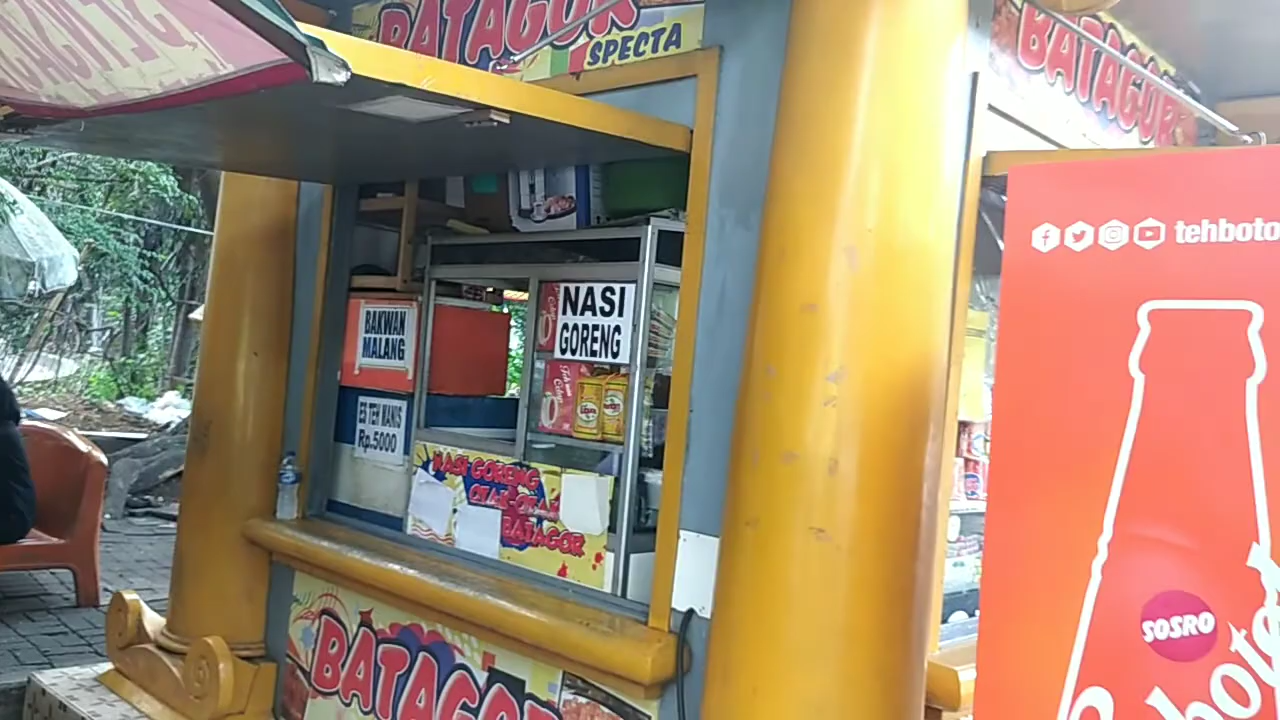 BATAGOR
SPECTA
BATAGOR
tehboto
NASI
GORENG
BAKWAN
MALANG
ES TEH MANIS
Rp.5000
NASI GORENG
BATAGOR
SOSRO
BATAGOR